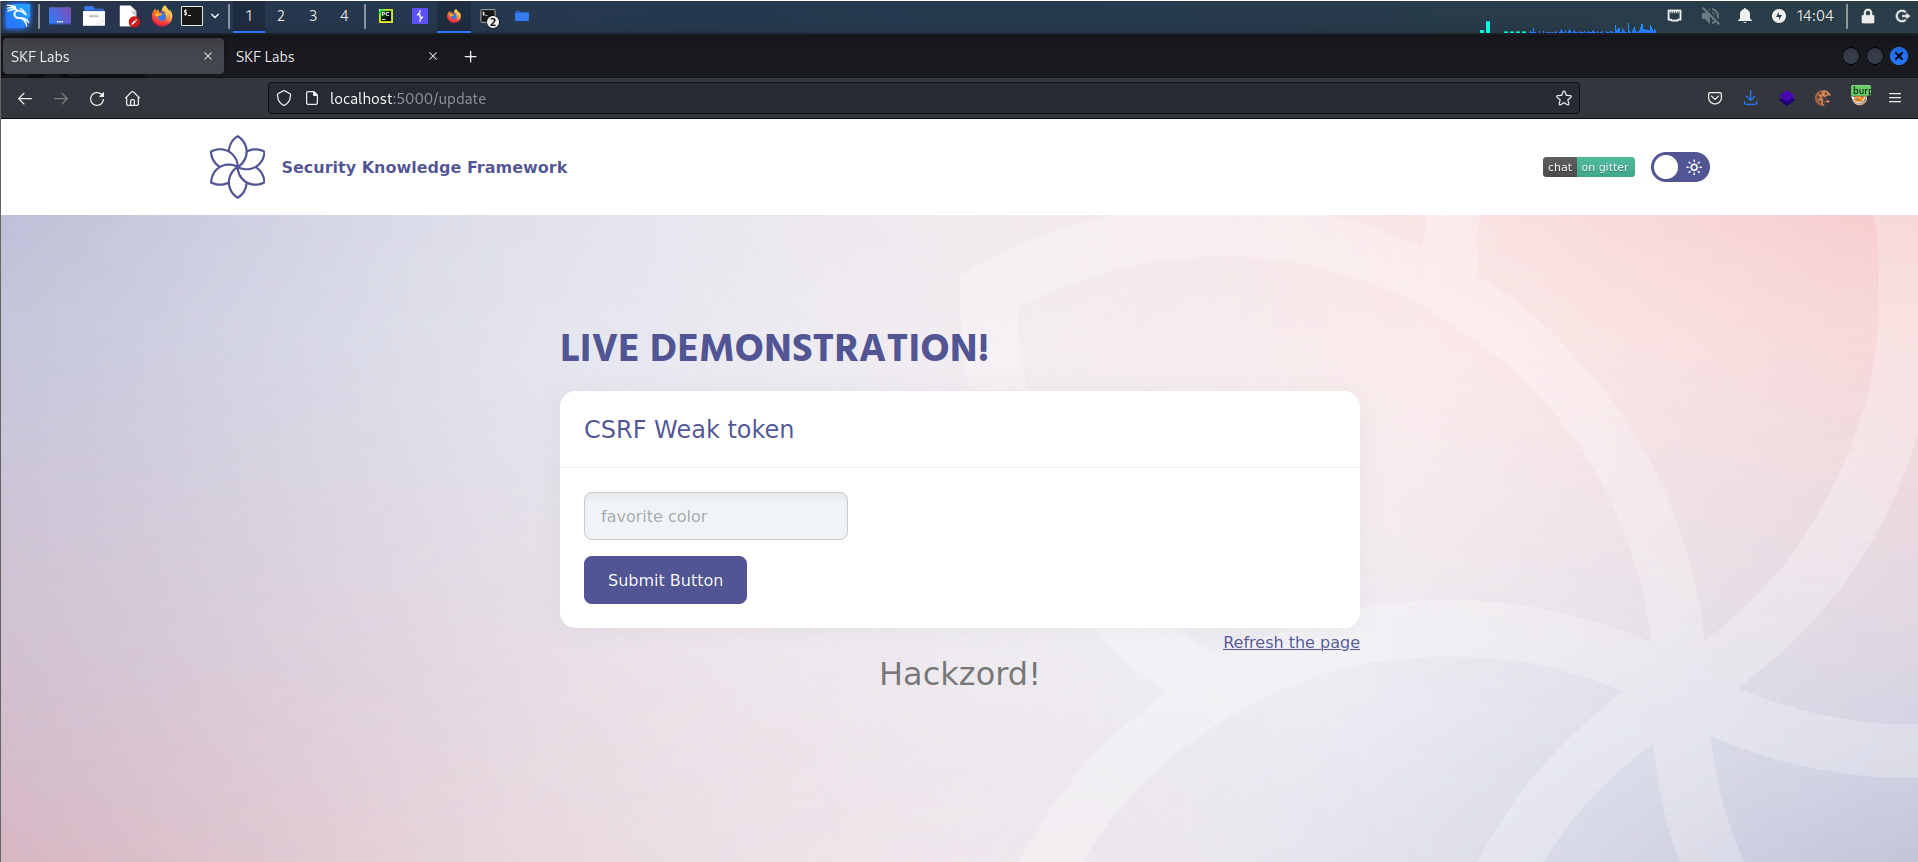 1 2 3 4 2 14:04
SKF Labs SKF Labs
localhost:5000/update
burp
Security Knowledge Framework
chat on gitter
LIVE DEMONSTRATION!
CSRF Weak token
favorite color
Submit Button
Refresh the page
Hackzord!